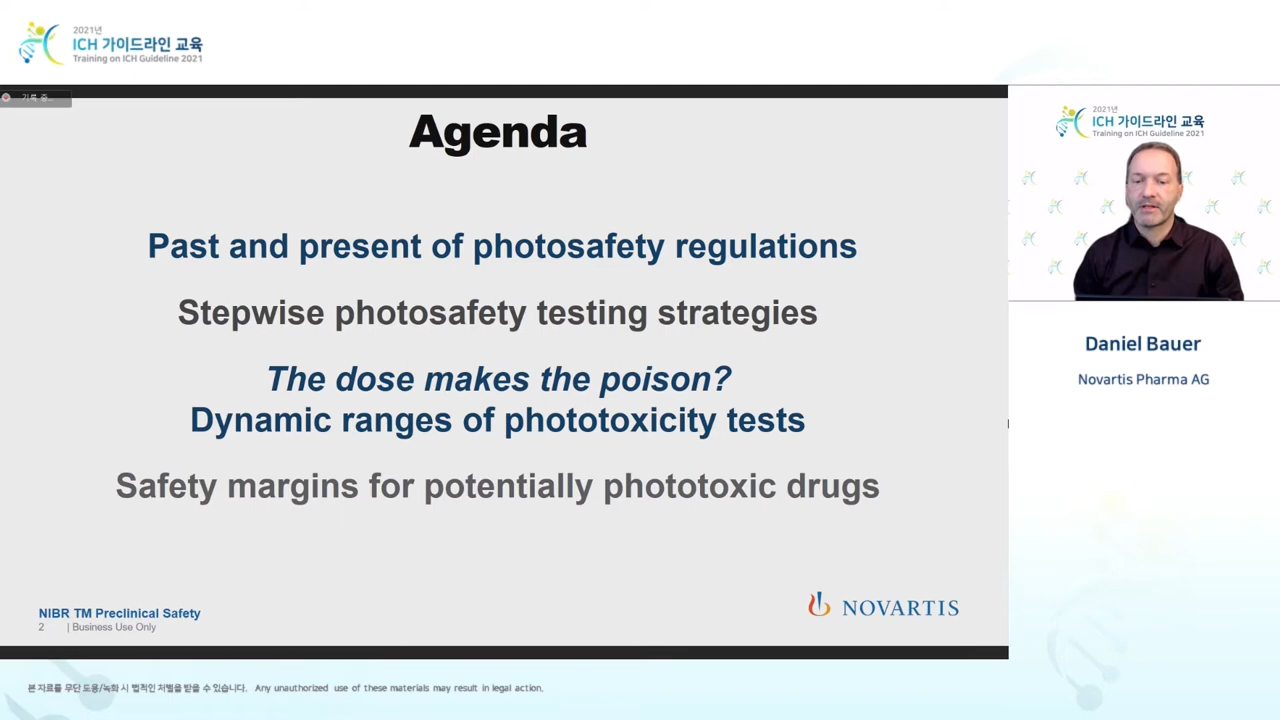 2021년
ICH 가이드라인 교육
Training on ICH Guideline 2021
기록 중...
Agenda
Past and present of photosafety regulations
Stepwise photosafety testing strategies
The dose makes the poison?
Dynamic ranges of phototoxicity tests
Safety margins for potentially phototoxic drugs
NIBR TM Preclinical Safety
2 | Business Use Only
NOVARTIS
2021년
ICH 가이드라인 교육
Training on ICH Guideline 2021
Daniel Bauer
Novartis Pharma AG
본 자료를 무단 도용/녹화 시 법적인 처벌을 받을 수 있습니다. Any unauthorized use of these materials may result in legal action.